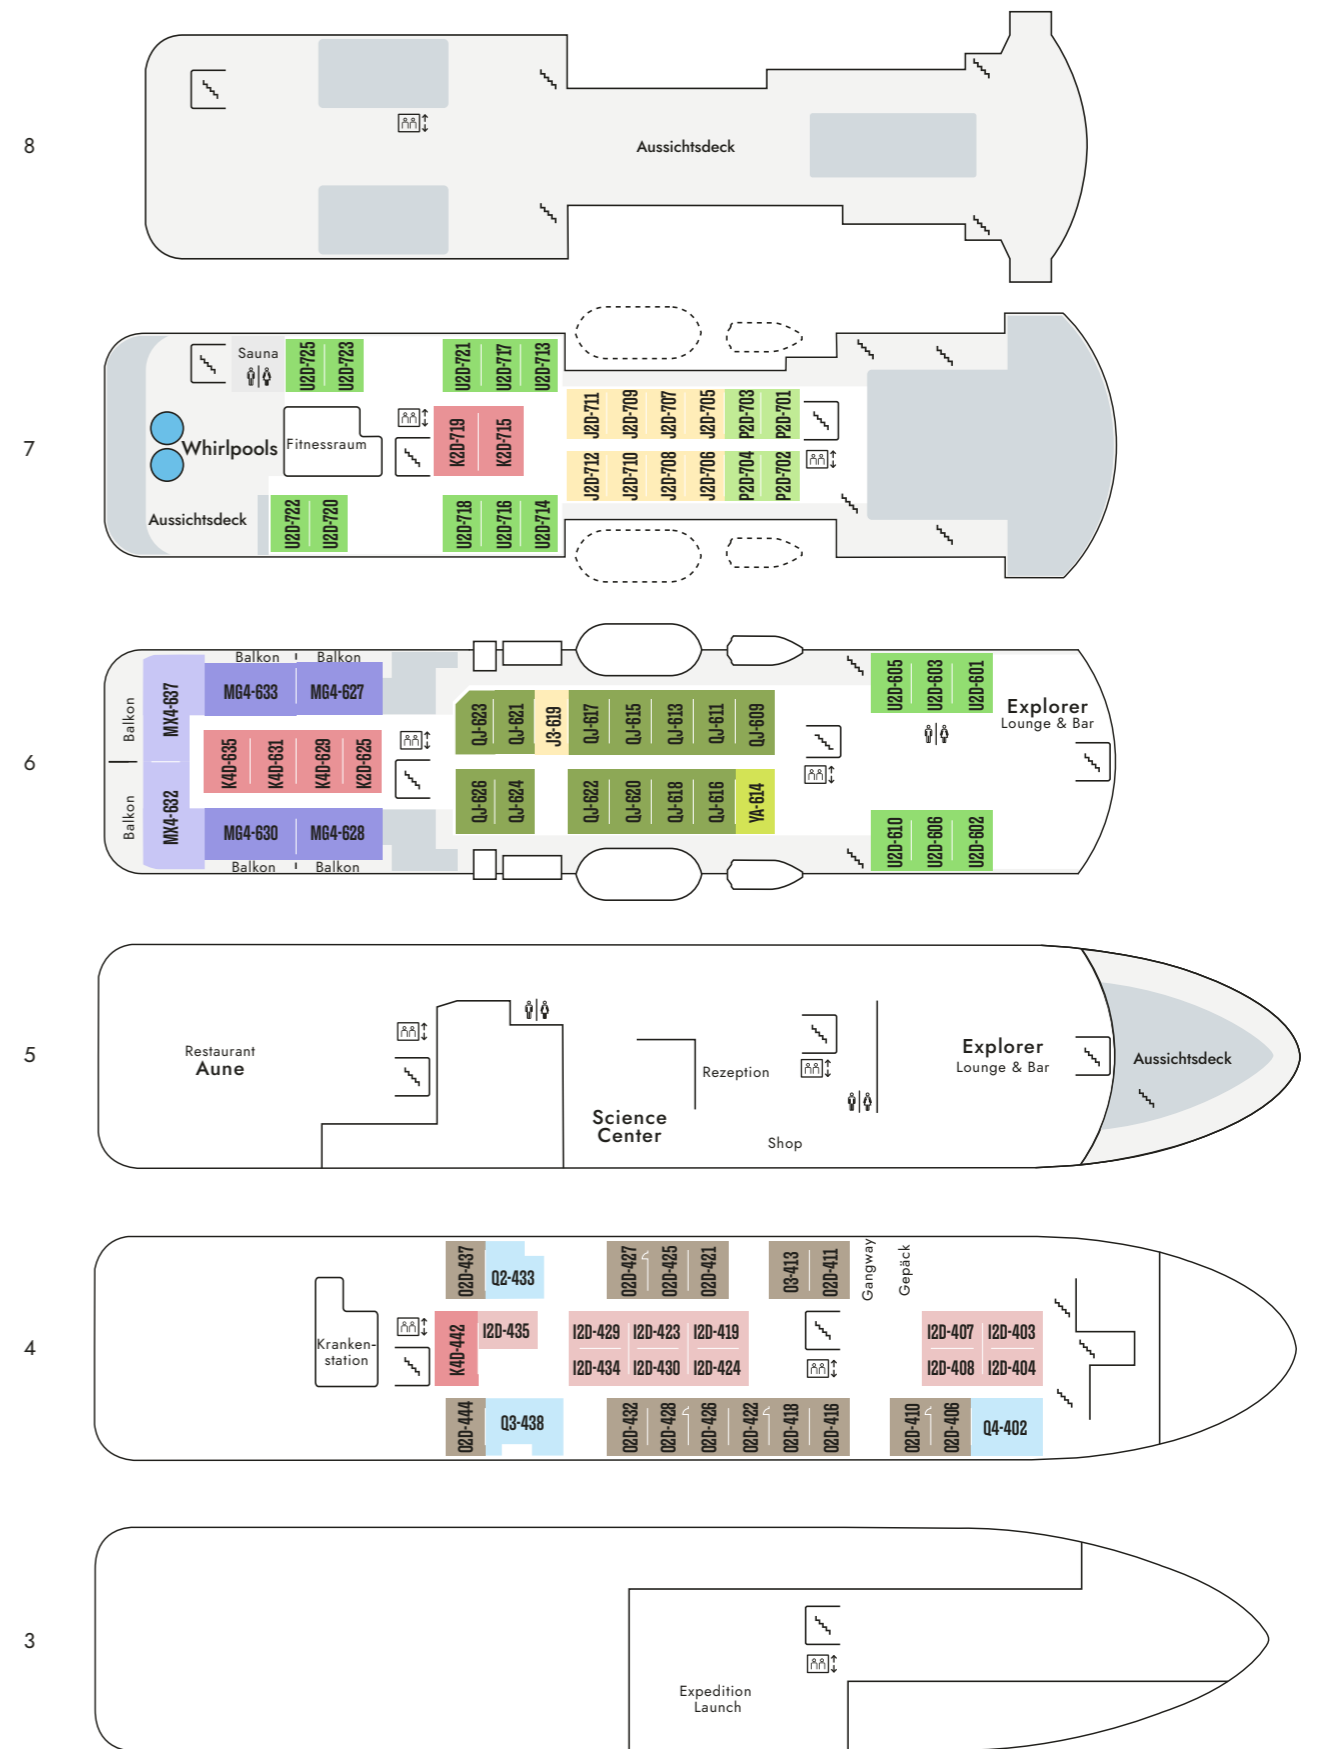 8
Aussichtsdeck
7
Sauna
U2D-725
U2D-723
U2D-721
U2D-717
U2D-713
Whirlpools
Fitnessraum
K2D-719
K2D-715
J2D-711
J2D-709
J2D-707
J2D-705
P2D-703
P2D-701
J2D-712
J2D-710
J2D-708
J2D-706
P2D-704
P2D-702
Aussichtsdeck
U2D-722
U2D-720
U2D-718
U2D-716
U2D-714
6
Balkon
Balkon
Balkon
MX4-637
MG4-633
MG4-627
K4D-635
K4D-631
K4D-629
K2D-625
QJ-623
QJ-621
J3-619
QJ-617
QJ-615
QJ-613
QJ-611
QJ-609
U2D-605
U2D-603
U2D-601
Explorer
Lounge & Bar
Balkon
MX4-632
MG4-630
MG4-628
QJ-626
QJ-624
QJ-622
QJ-620
QJ-618
QJ-616
YA-614
U2D-610
U2D-606
U2D-602
Balkon
Balkon
5
Restaurant
Aune
Science
Center
Rezeption
Shop
Explorer
Lounge & Bar
Aussichtsdeck
4
O2D-437
Q2-433
O2D-427
O2D-425
O2D-421
O3-413
O2D-411
Gangway
Gepäck
Kranken-
station
K4D-442
I2D-435
I2D-429
I2D-423
I2D-419
I2D-407
I2D-403
I2D-434
I2D-430
I2D-424
I2D-408
I2D-404
O2D-444
Q3-438
O2D-432
O2D-428
O2D-426
O2D-422
O2D-418
O2D-416
O2D-410
O2D-406
Q4-402
3
Expedition
Launch